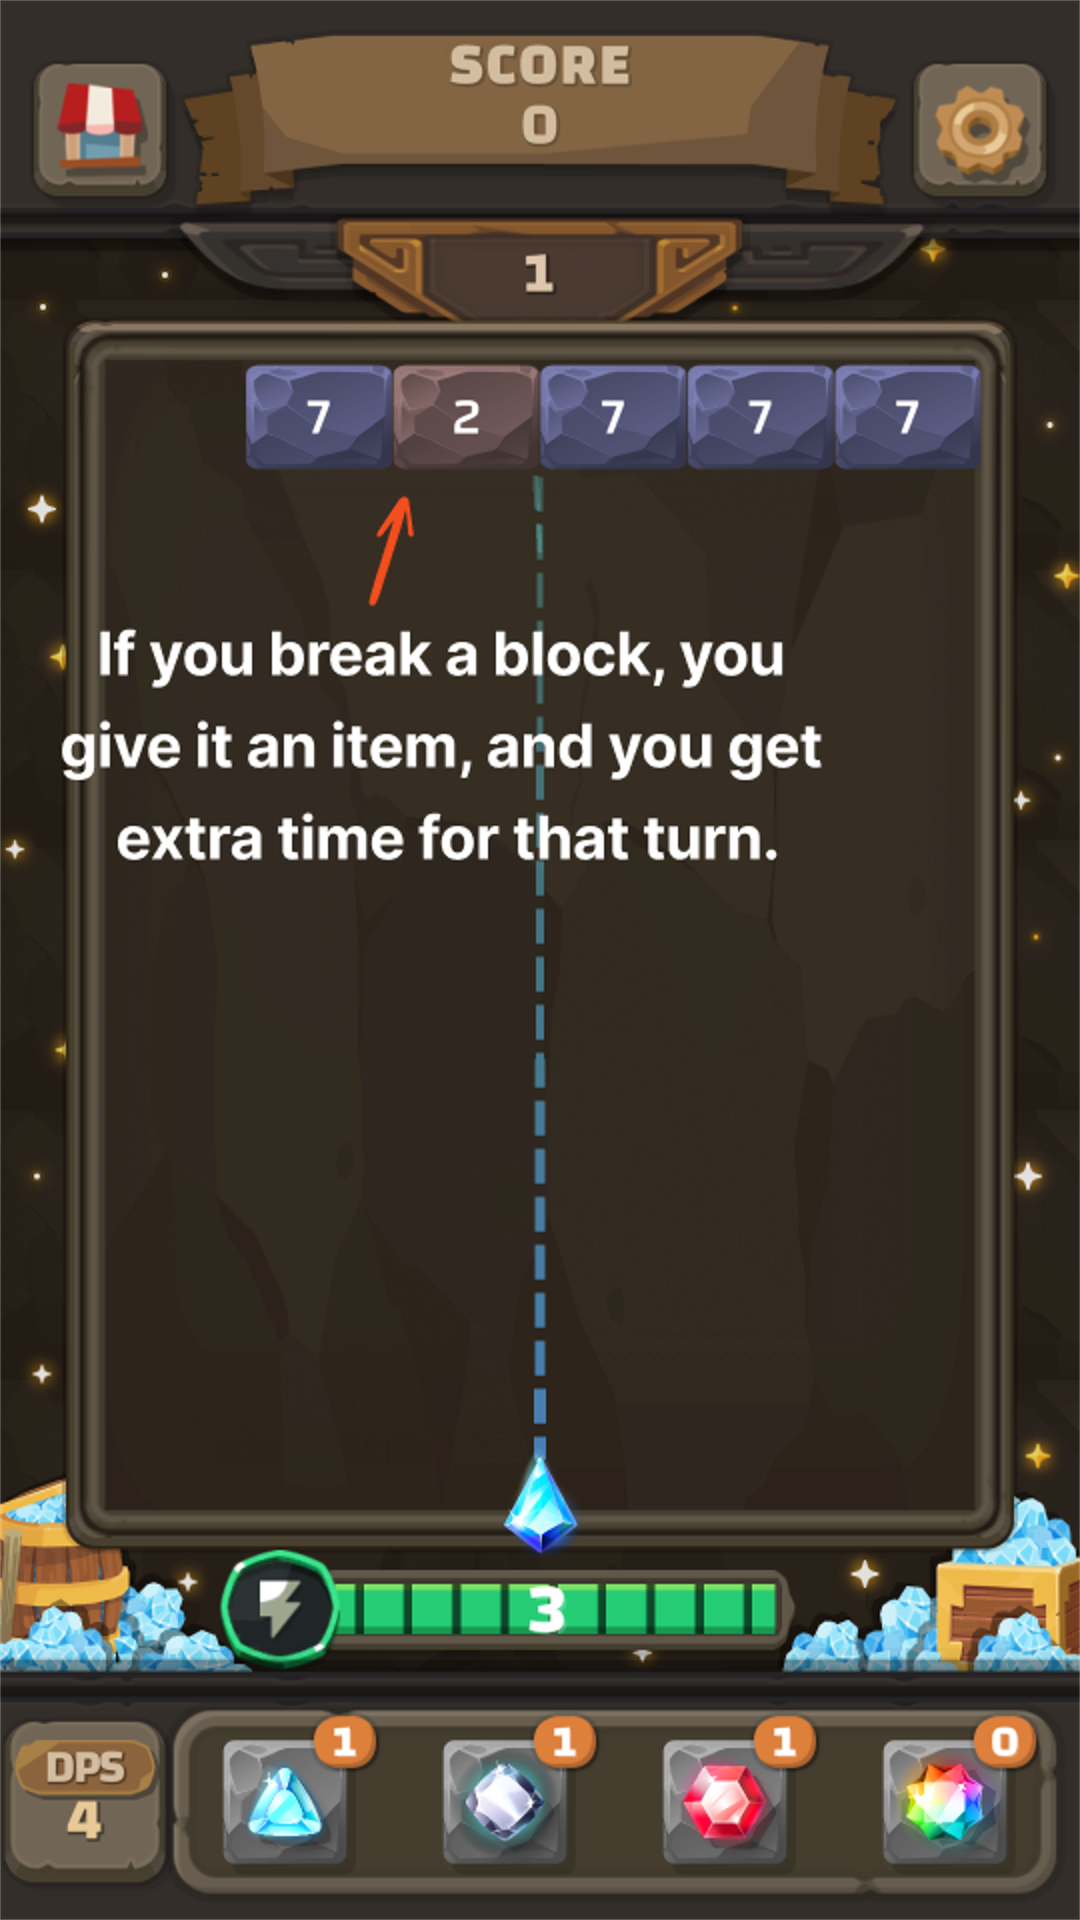 SCORE
0
1
7 2 7 7 7
If you break a block, you
give it an item, and you get
extra time for that turn.
3
1 1 1 0
DPS
4